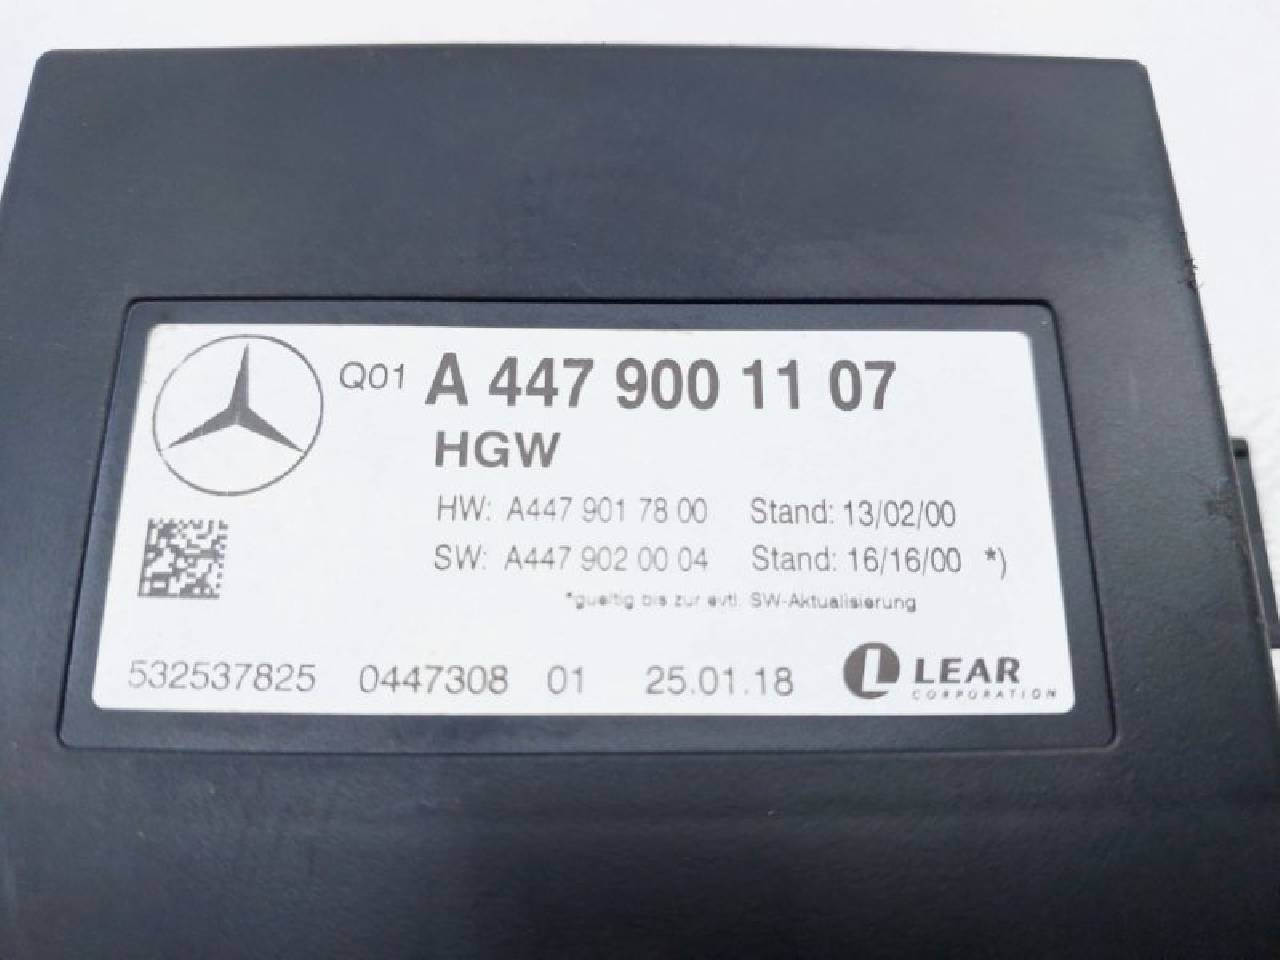 Q01 A 447 900 11 07
HGW
HW: A447 901 78 00 Stand: 13/02/00
SW: A447 902 00 04 Stand: 16/16/00 *)
*gueltig bis zur evtl. SW-Aktualisierung
532537825 0447308 01 25.01.18 LEAR
CORPORATION